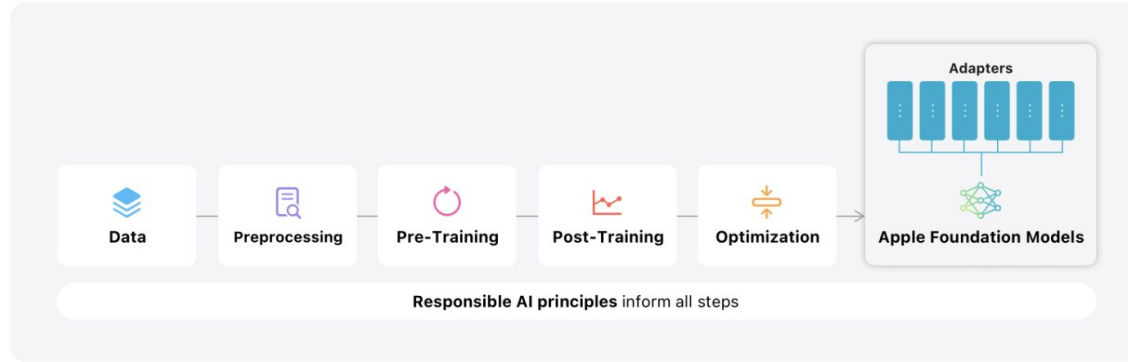 Adapters
Data
Preprocessing
Pre-Training
Post-Training
Optimization
Apple Foundation Models
Responsible AI principles inform all steps